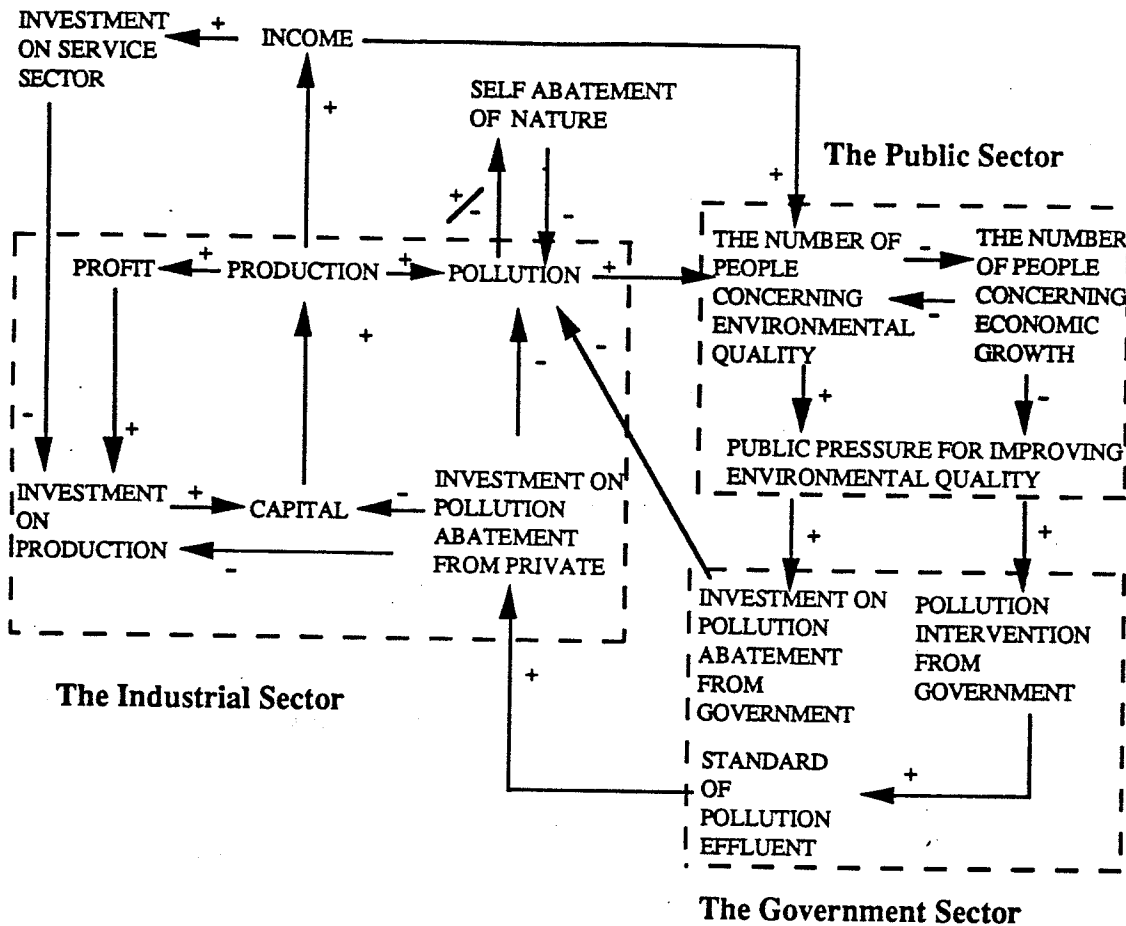 INVESTMENT
ON SERVICE
SECTOR
+
INCOME
+
SELF ABATEMENT
OF NATURE
The Public Sector
+
+
-
-
PROFIT
+
PRODUCTION
+
POLLUTION
+
THE NUMBER OF
PEOPLE
CONCERNING
ENVIRONMENTAL
QUALITY
-
-
THE NUMBER
OF PEOPLE
CONCERNING
ECONOMIC
GROWTH
+
-
-
-
+
+
-
PUBLIC PRESSURE FOR IMPROVING
ENVIRONMENTAL QUALITY
INVESTMENT
ON
PRODUCTION
+
CAPITAL
-
INVESTMENT ON
POLLUTION
ABATEMENT
FROM PRIVATE
-
+
+
INVESTMENT ON
POLLUTION
ABATEMENT
FROM
GOVERNMENT
POLLUTION
INTERVENTION
FROM
GOVERNMENT
+
The Industrial Sector
STANDARD
OF
POLLUTION
EFFLUENT
+
The Government Sector